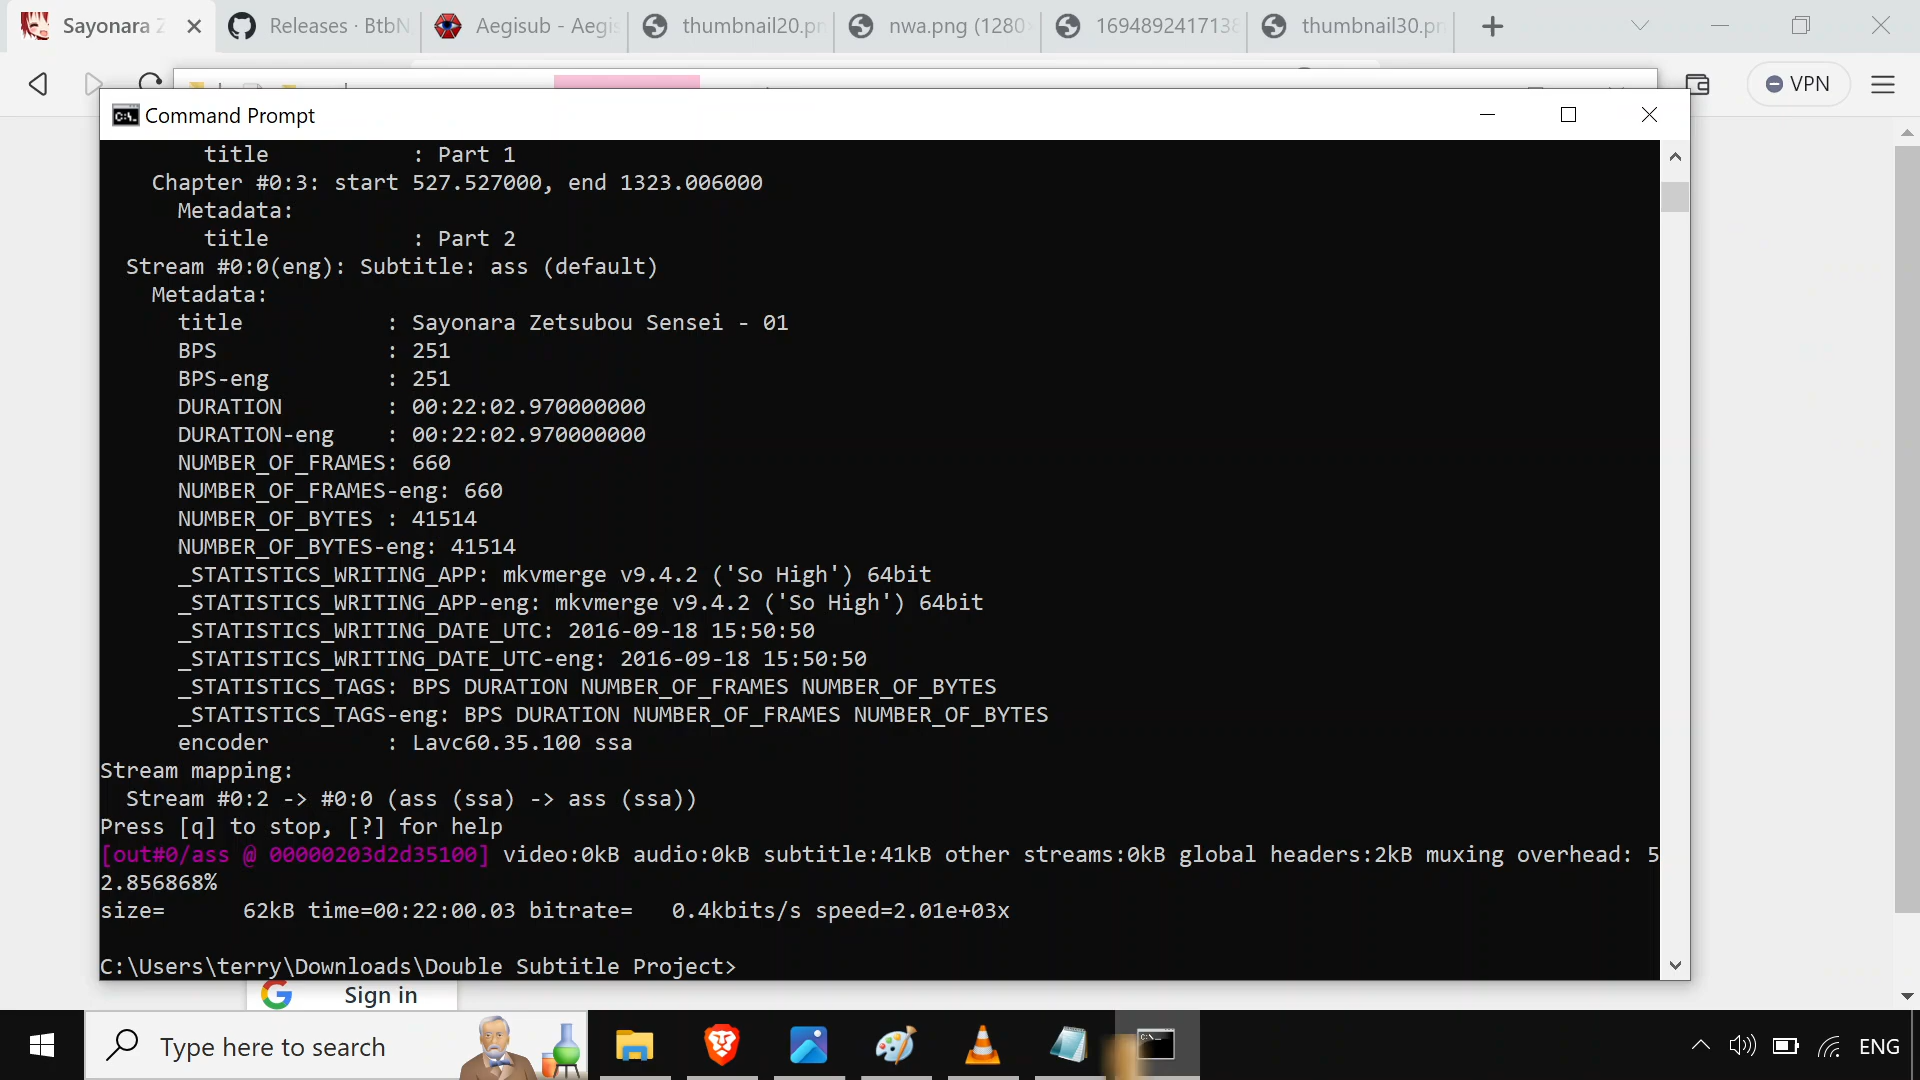 Sayonara Z
Releases · BtbN
Aegisub - Aegis
thumbnail20.pn
nwa.png (1280
1694892417138
thumbnail30.pn
VPN
Command Prompt
title : Part 1
Chapter #0:3: start 527.527000, end 1323.006000
Metadata:
title : Part 2
Stream #0:0(eng): Subtitle: ass (default)
Metadata:
title : Sayonara Zetsubou Sensei - 01
BPS : 251
BPS-eng : 251
DURATION : 00:22:02.970000000
DURATION-eng : 00:22:02.970000000
NUMBER_OF_FRAMES: 660
NUMBER_OF_FRAMES-eng: 660
NUMBER_OF_BYTES : 41514
NUMBER_OF_BYTES-eng: 41514
_STATISTICS_WRITING_APP: mkvmerge v9.4.2 ('So High') 64bit
_STATISTICS_WRITING_APP-eng: mkvmerge v9.4.2 ('So High') 64bit
_STATISTICS_WRITING_DATE_UTC: 2016-09-18 15:50:50
_STATISTICS_WRITING_DATE_UTC-eng: 2016-09-18 15:50:50
_STATISTICS_TAGS: BPS DURATION NUMBER_OF_FRAMES NUMBER_OF_BYTES
_STATISTICS_TAGS-eng: BPS DURATION NUMBER_OF_FRAMES NUMBER_OF_BYTES
encoder : Lavc60.35.100 ssa
Stream mapping:
Stream #0:2 -> #0:0 (ass (ssa) -> ass (ssa))
Press [q] to stop, [?] for help
[out#0/ass @ 00000203d2d35100] video:0kB audio:0kB subtitle:41kB other streams:0kB global headers:2kB muxing overhead: 5
2.856868%
size= 62kB time=00:22:00.03 bitrate= 0.4kbits/s speed=2.01e+03x
C:\Users\terry\Downloads\Double Subtitle Project>
Sign in
Type here to search
ENG